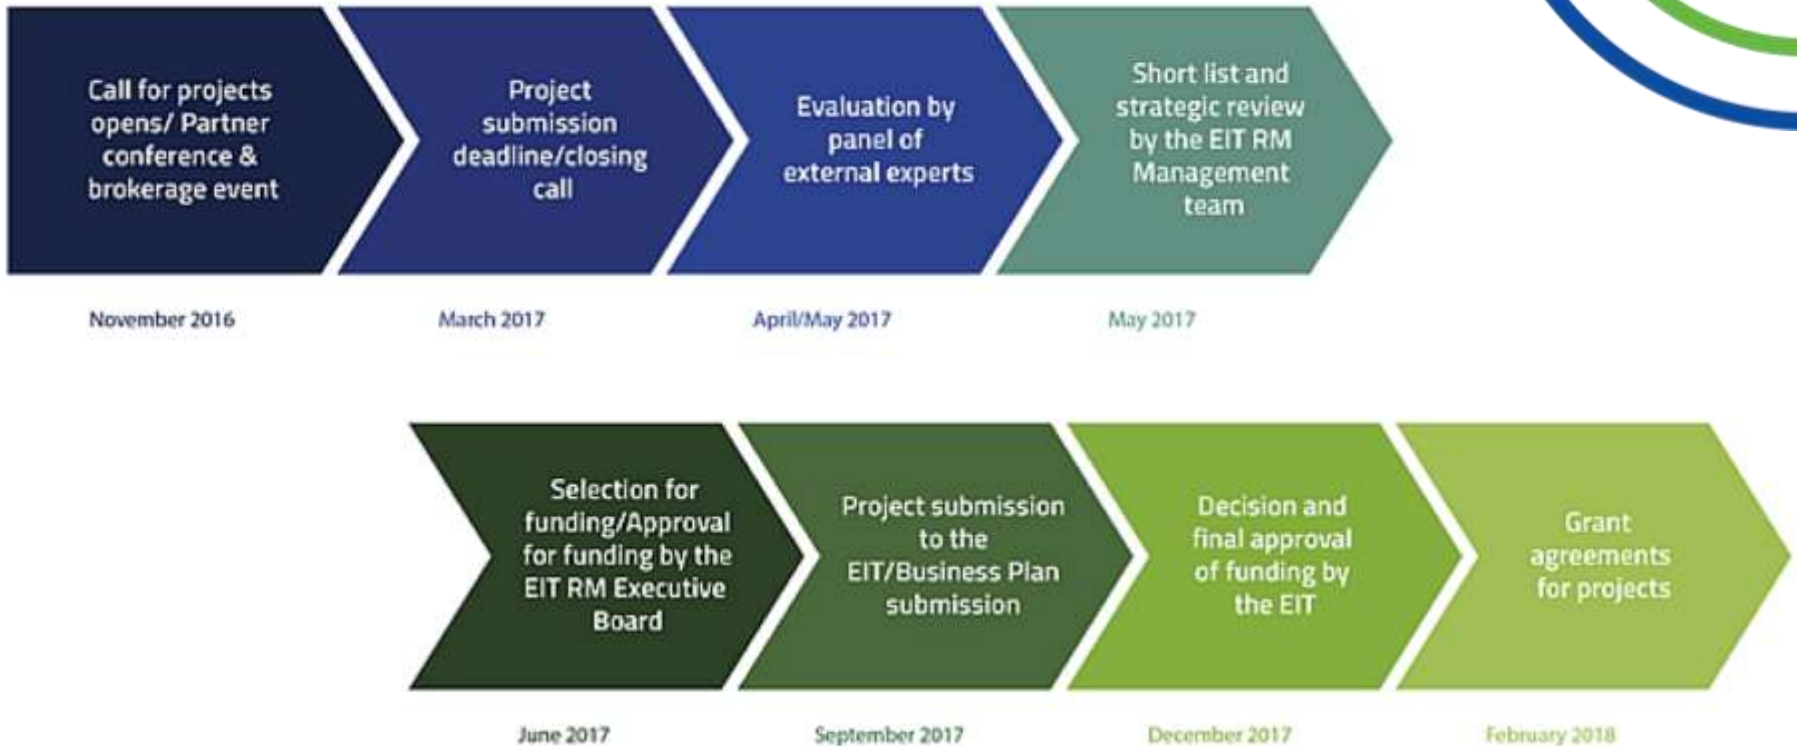 Call for projects
opens/ Partner
conference &
brokerage event
Project
submission
deadline/closing
call
Evaluation by
panel of
external experts
Short list and
strategic review
by the EIT RM
Management
team
November 2016
March 2017
April/May 2017
May 2017
Selection for
funding/Approval
for funding by the
EIT RM Executive
Board
Project submission
to the
EIT/Business Plan
submission
Decision and
final approval
of funding by
the EIT
Grant
agreements
for projects
June 2017
September 2017
December 2017
February 2018